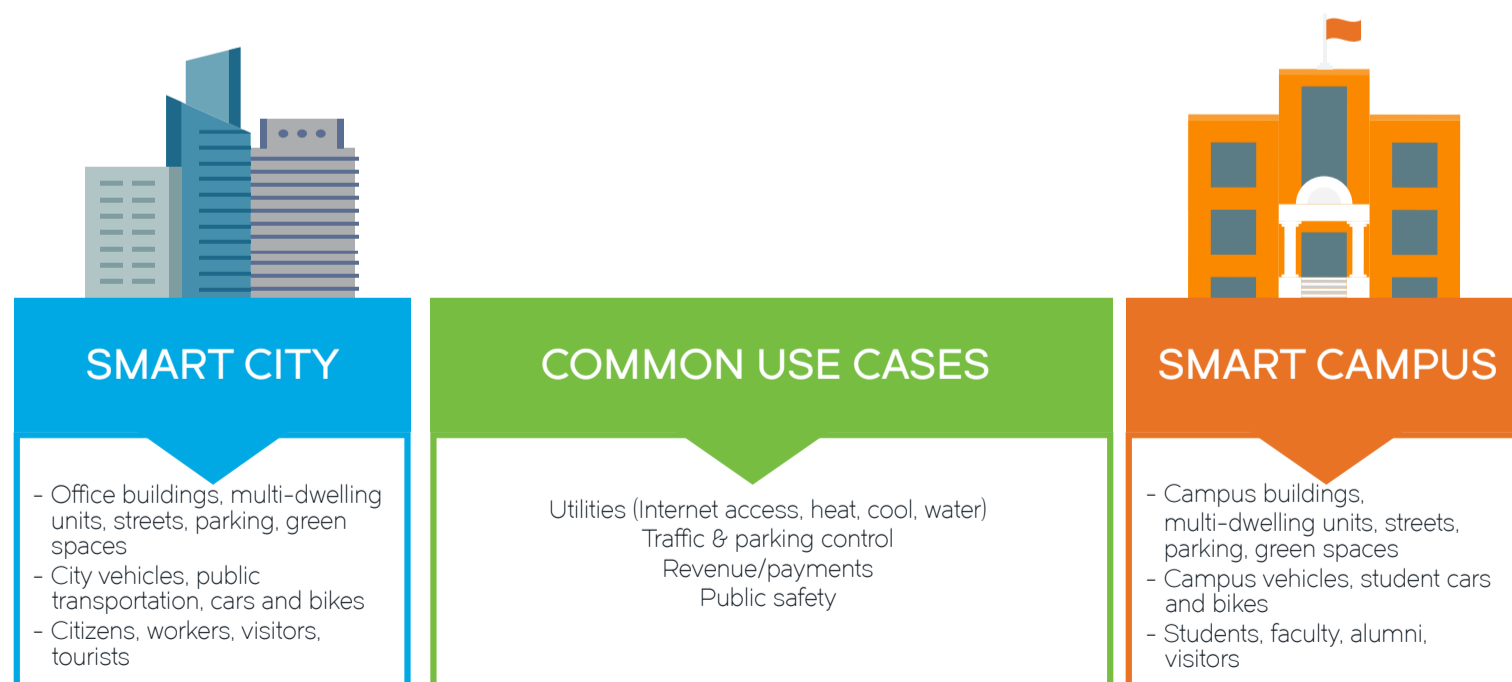 SMART CITY
- Office buildings, multi-dwelling
units, streets, parking, green
spaces
- City vehicles, public
transportation, cars and bikes
- Citizens, workers, visitors,
tourists
COMMON USE CASES
Utilities (Internet access, heat, cool, water)
Traffic & parking control
Revenue/payments
Public safety
SMART CAMPUS
- Campus buildings,
multi-dwelling units, streets,
parking, green spaces
- Campus vehicles, student cars
and bikes
- Students, faculty, alumni,
visitors